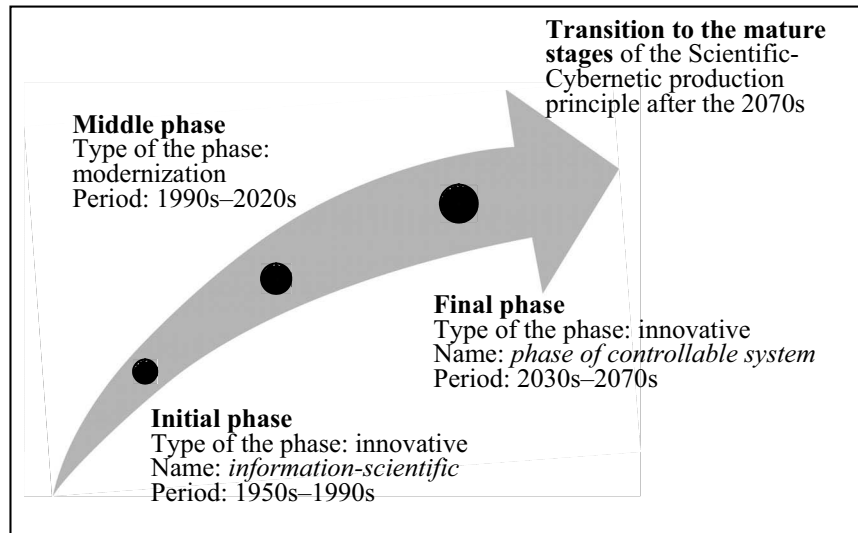 Transition to the mature
stages of the Scientific-
Cybernetic production
principle after the 2070s
Middle phase
Type of the phase:
modernization
Period: 1990s–2020s
Final phase
Type of the phase: innovative
Name: phase of controllable system
Period: 2030s–2070s
Initial phase
Type of the phase: innovative
Name: information-scientific
Period: 1950s–1990s